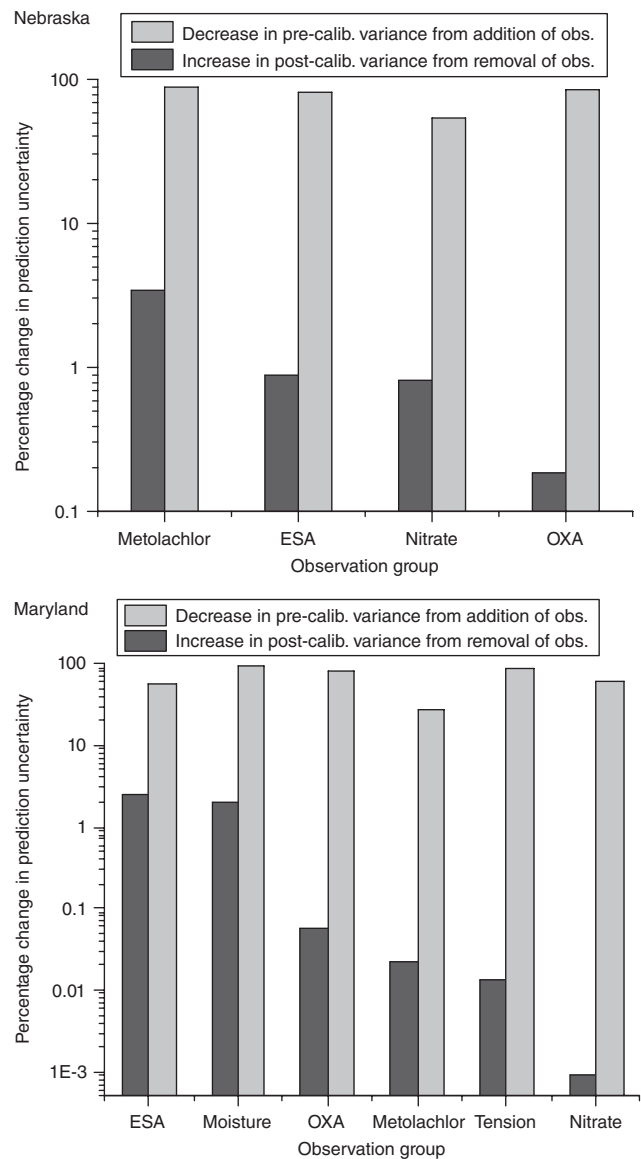 Nebraska
Decrease in pre-calib. variance from addition of obs.
Increase in post-calib. variance from removal of obs.
Percentage change in prediction uncertainty
100
10
1
0.1
Metolachlor ESA Nitrate OXA
Observation group
Maryland
Decrease in pre-calib. variance from addition of obs.
Increase in post-calib. variance from removal of obs.
Percentage change in prediction uncertainty
100
10
1
0.1
0.01
1E-3
ESA Moisture OXA Metolachlor Tension Nitrate
Observation group